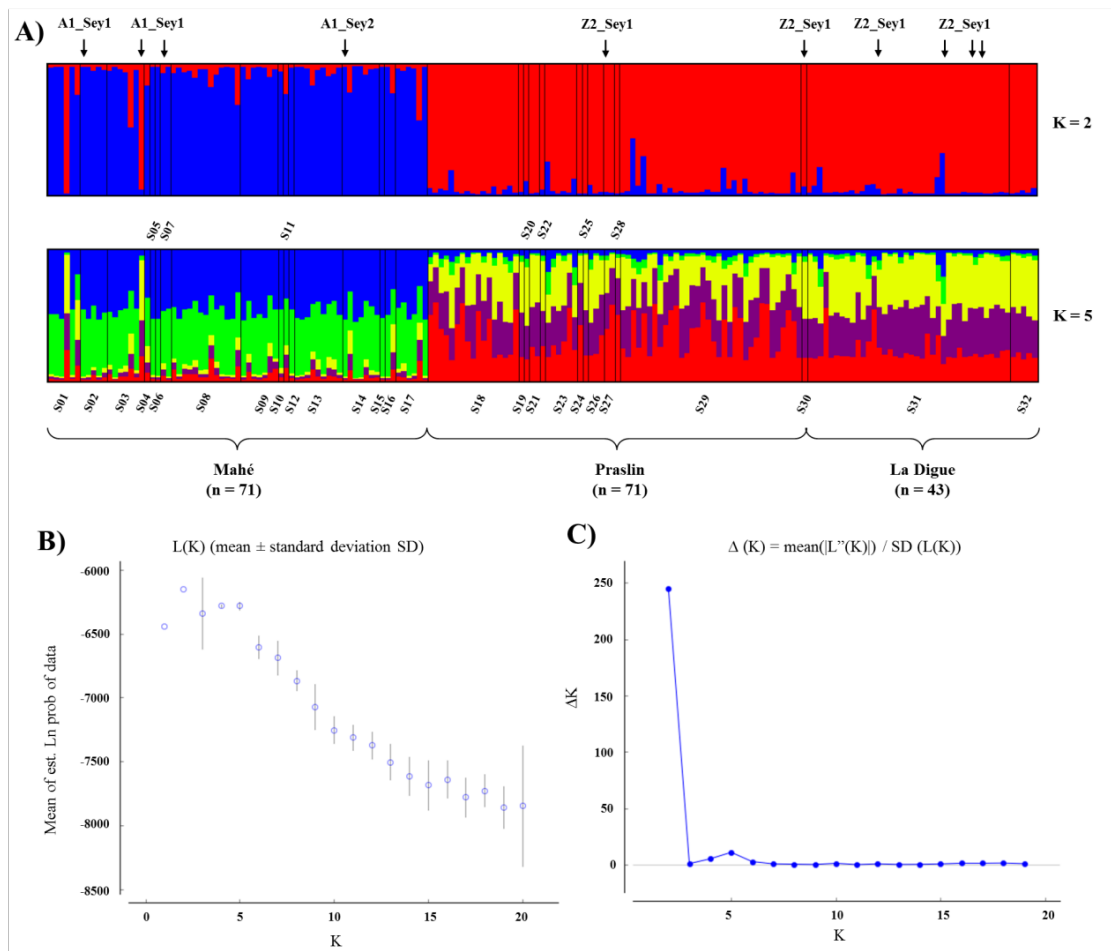 A)
A1_Sey1 A1_Sey1 A1_Sey2 Z2_Sey1 Z2_Sey1 Z2_Sey1 Z2_Sey1
K = 2
S05 S07 S11 S20 S22 S25 S28
K = 5
S01 S02 S03 S04 S06 S08 S09 S10 S12 S13 S14 S15 S16 S17 S18 S19 S21 S23 S24 S26 S27 S29 S30 S31 S32
Mahé Praslin La Digue
(n = 71) (n = 71) (n = 43)
B)
L(K) (mean ± standard deviation SD)
Mean of est. Ln prob of data
-6000
-6500
-7000
-7500
-8000
-8500
0 5 10 15 20
K
C)
Δ (K) = mean(|L”(K)|) / SD (L(K))
ΔK
250
200
150
100
50
0
5 10 15 20
K